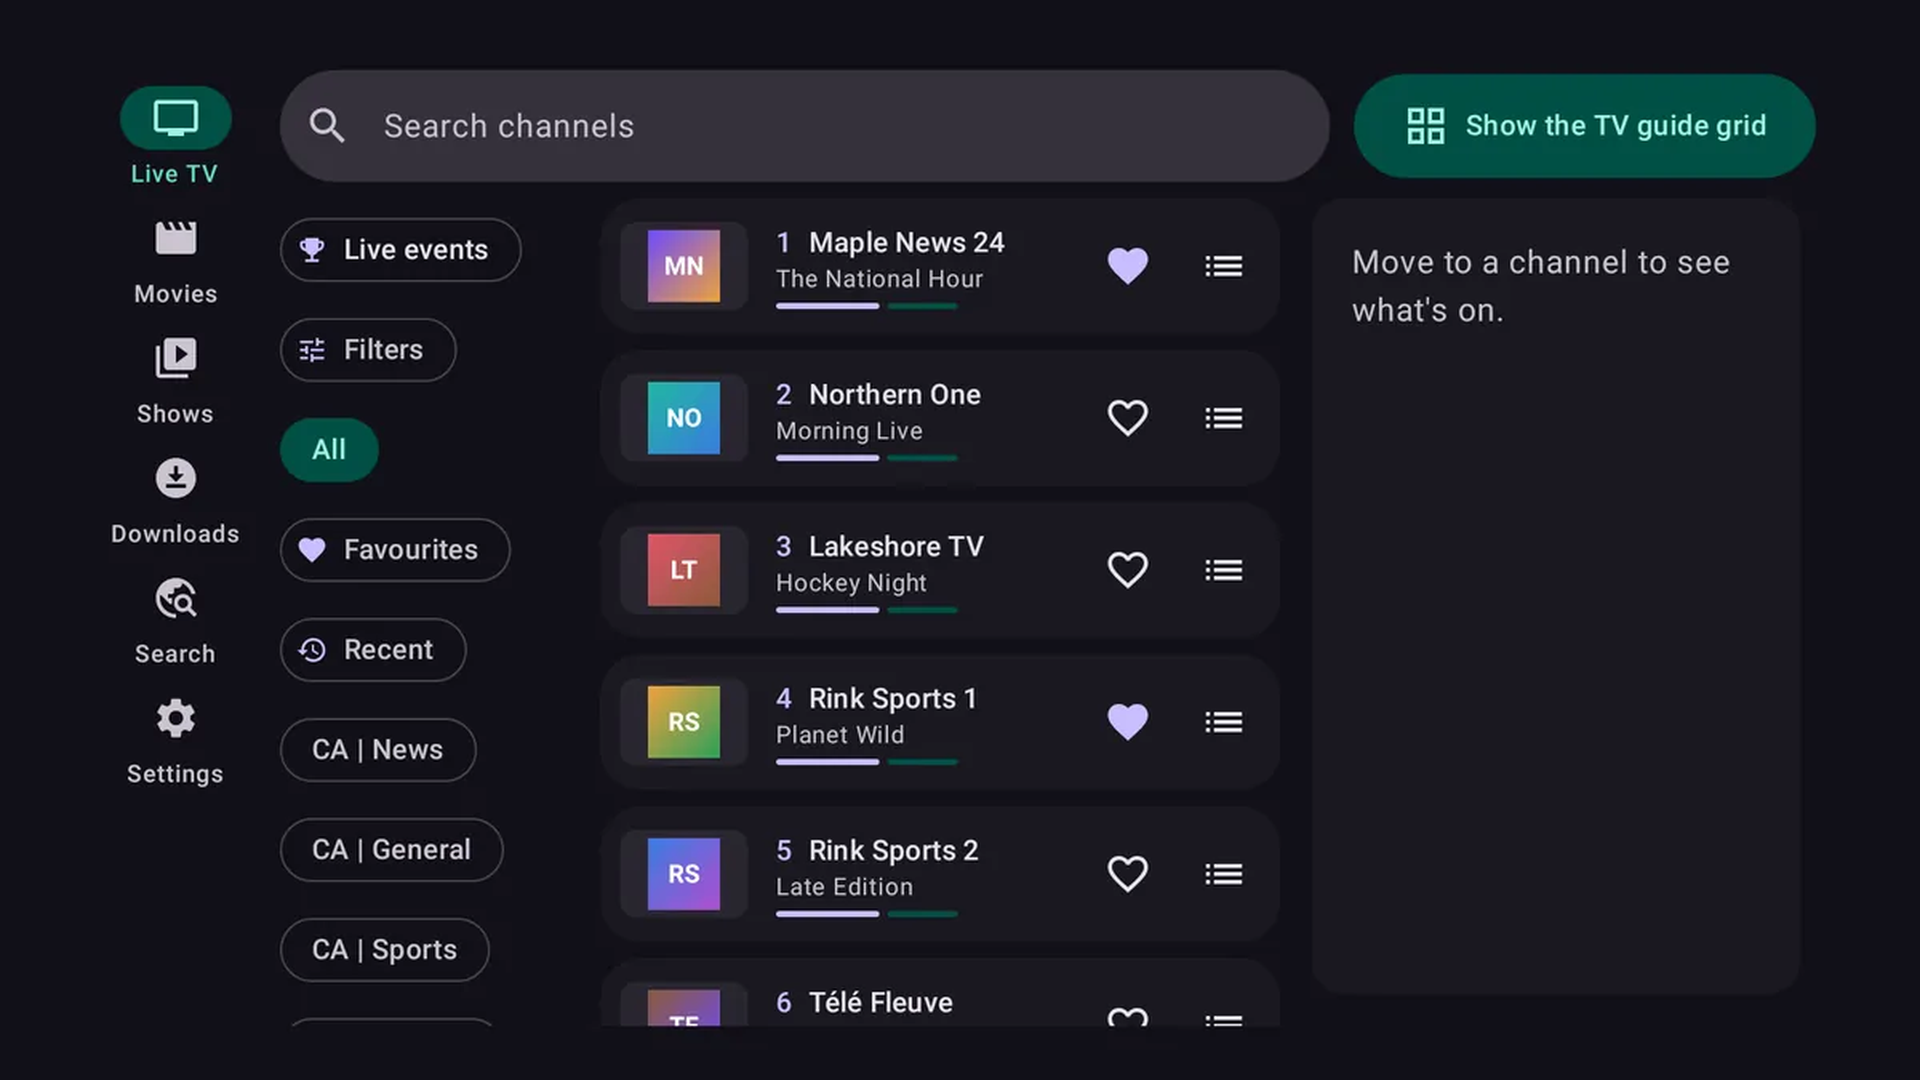 Live TV
Movies
Shows
Downloads
Search
Settings
Search channels
Show the TV guide grid
Live events
Filters
All
Favourites
Recent
CA | News
CA | General
CA | Sports
MN
1 Maple News 24
The National Hour
NO
2 Northern One
Morning Live
LT
3 Lakeshore TV
Hockey Night
RS
4 Rink Sports 1
Planet Wild
RS
5 Rink Sports 2
Late Edition
TF
6 Télé Fleuve
Move to a channel to see
what's on.